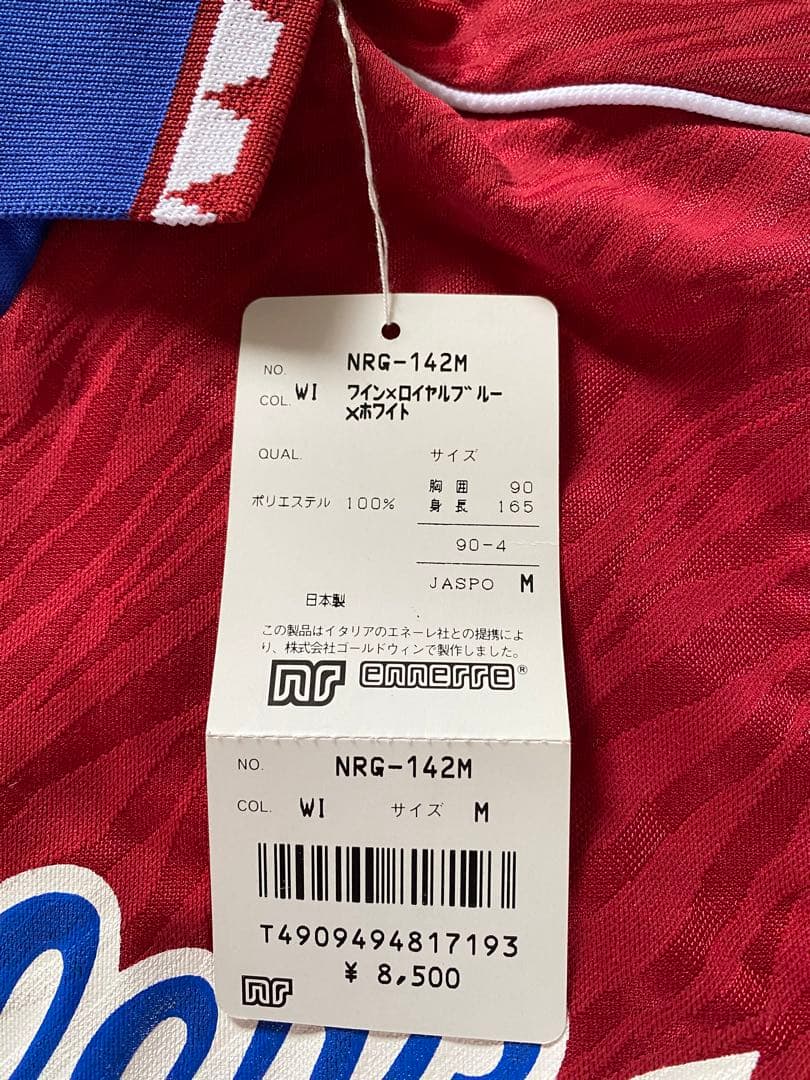 NO. NRG-142M
COL. WI ワイン×ロイヤルブルー
×ホワイト
QUAL. サイズ
胸囲 90
ポリエステル 100% 身長 165
90-4
JASPO M
日本製
この製品はイタリアのエネーレ社との提携によ
り、株式会社ゴールドウィンで製作しました。
nr ennerre®
NO. NRG-142M
COL. WI サイズ M
T4909494817193
¥ 8,500
nr